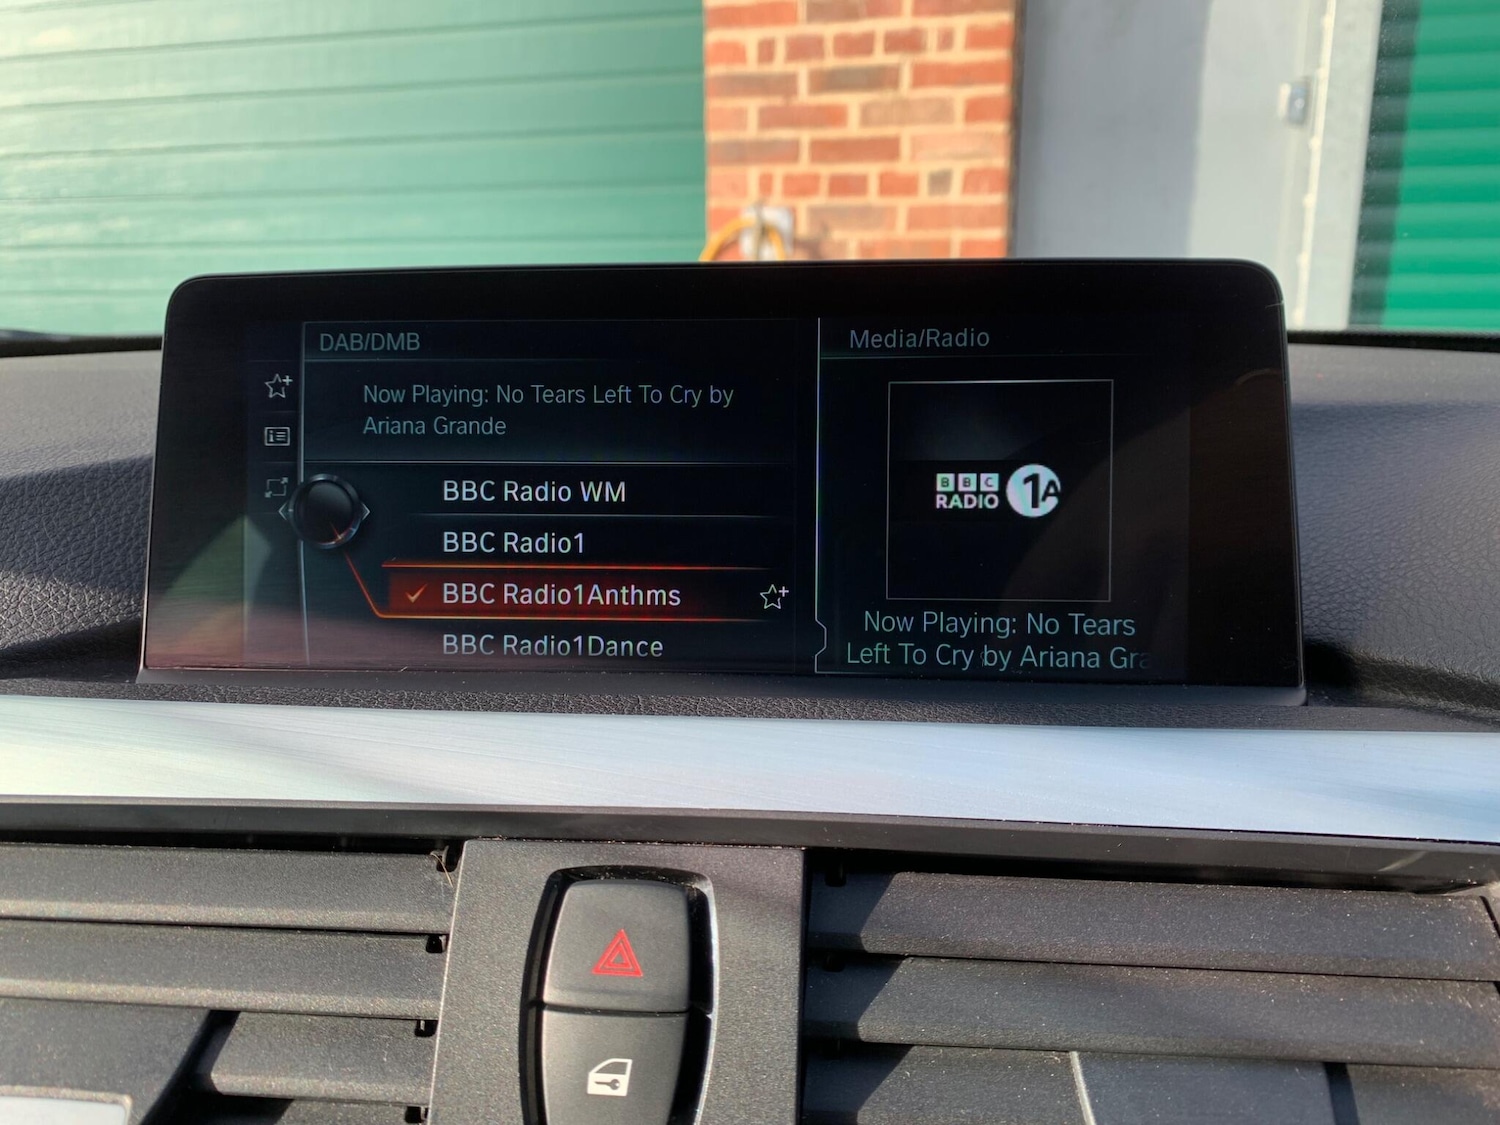 DAB/DMB
Now Playing: No Tears Left To Cry by
Ariana Grande
BBC Radio WM
BBC Radio1
BBC Radio1Anthms
BBC Radio1Dance
Media/Radio
BBC
RADIO 1A
Now Playing: No Tears
Left To Cry by Ariana Gra